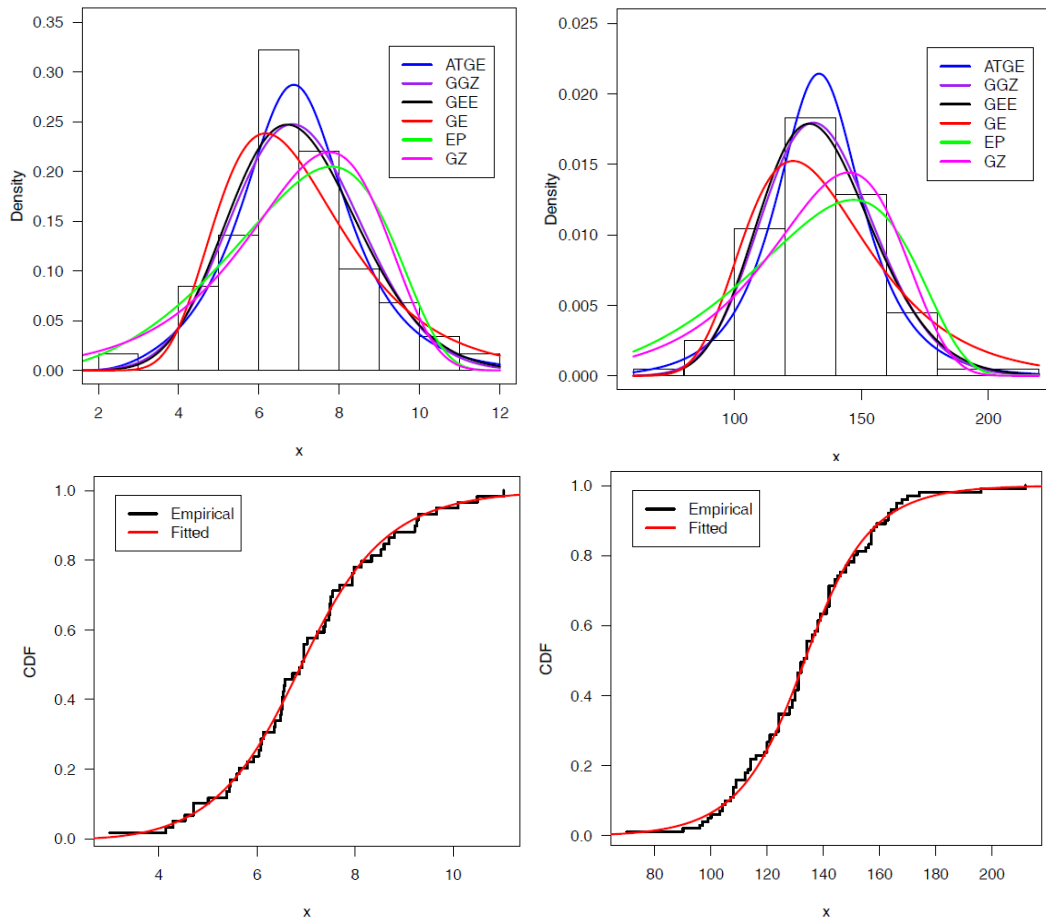 0.35
0.30
0.25
0.20
0.15
0.10
0.05
0.00
Density
2 4 6 8 10 12
x
ATGE
GGZ
GEE
GE
EP
GZ
0.025
0.020
0.015
0.010
0.005
0.000
Density
100 150 200
x
ATGE
GGZ
GEE
GE
EP
GZ
1.0
0.8
0.6
0.4
0.2
0.0
CDF
4 6 8 10
x
Empirical
Fitted
1.0
0.8
0.6
0.4
0.2
0.0
CDF
80 100 120 140 160 180 200
x
Empirical
Fitted